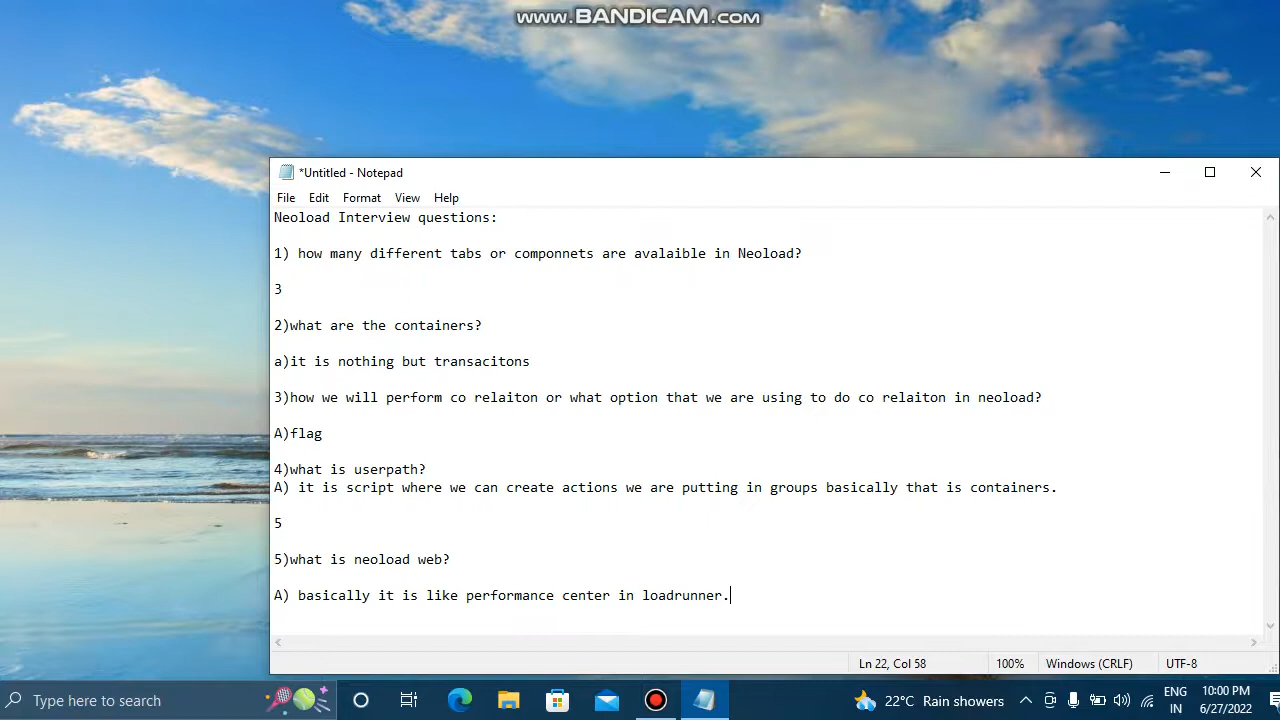 www.BANDICAM.com
*Untitled - Notepad
File Edit Format View Help
Neoload Interview questions:
1) how many different tabs or componnets are avalaible in Neoload?
3
2)what are the containers?
a)it is nothing but transacitons
3)how we will perform co relaiton or what option that we are using to do co relaiton in neoload?
A)flag
4)what is userpath?
A) it is script where we can create actions we are putting in groups basically that is containers.
5
5)what is neoload web?
A) basically it is like performance center in loadrunner.
Ln 22, Col 58 100% Windows (CRLF) UTF-8
Type here to search 22°C Rain showers ENG 10:00 PM
IN 6/27/2022